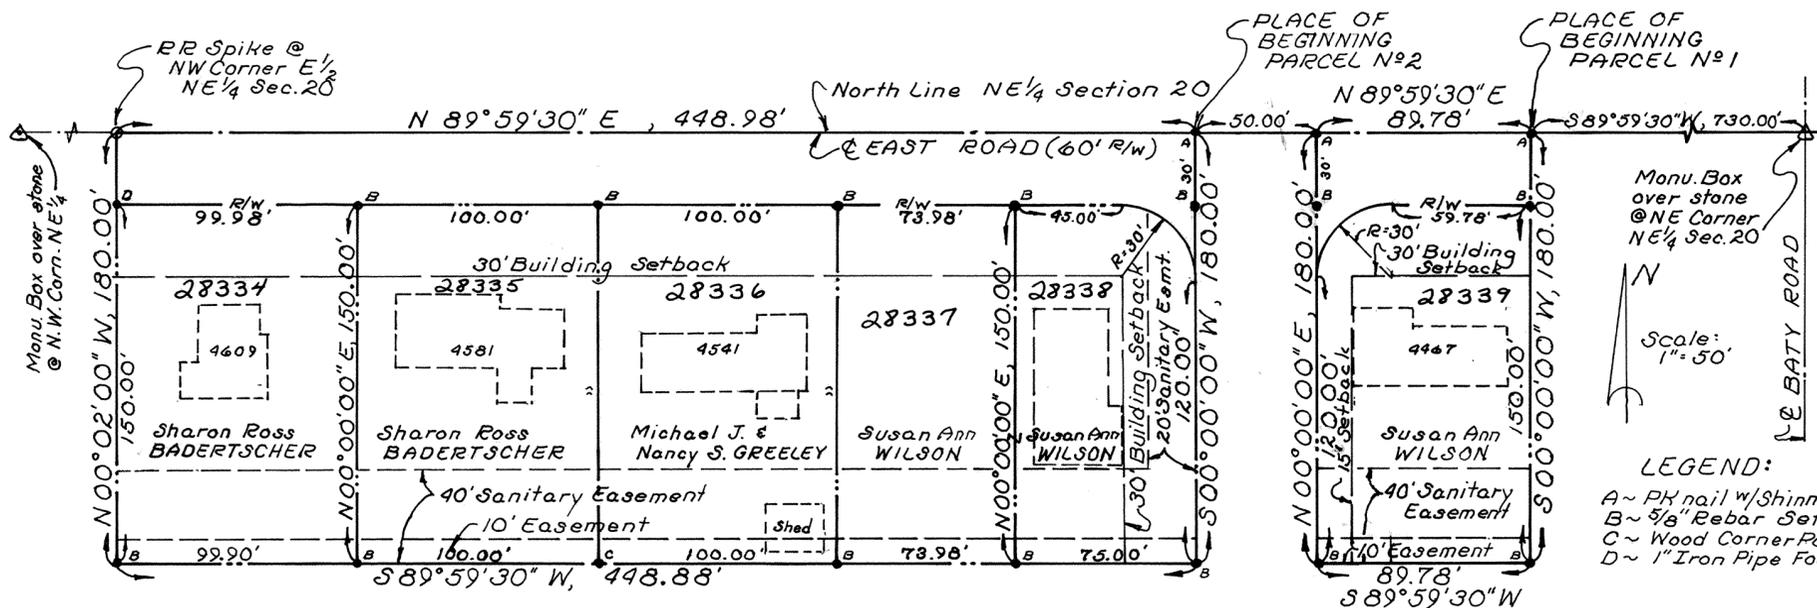 RR Spike @
NW Corner E½
NE¼ Sec. 20
N 89°59'30" E , 448.98'
North Line NE¼ Section 20
℄ EAST ROAD (60' R/W)
PLACE OF
BEGINNING
PARCEL Nº2
50.00'
N 89°59'30" E
89.78'
PLACE OF
BEGINNING
PARCEL Nº1
S89°59'30"W, 730.00'
Monu. Box over stone
@ N.W. Corn. NE¼
Monu. Box
over stone
@ NE Corner
NE¼ Sec. 20
℄ BATY ROAD
N
Scale:
1"= 50'
A
A
A
30'
30'
D
B
B
B
B
B
B
B
R/W
99.98'
100.00'
100.00'
R/W
73.98'
45.00'
R/W
59.78'
R=30'
R=30'
30' Building Setback
30' Building
Setback
N00°02'00"W, 180.00'
150.00'
N00°00'00"E, 150.00'
N00°00'00"E, 150.00'
30' Building Setback
20' Sanitary Esmt.
120.00'
S00°00'00"W, 180.00'
N00°00'00"E, 180.00'
120.00'
15' Setback
150.00'
S00°00'00"W, 180.00'
28334
28335
28336
28337
28338
28339
4609
4581
4541
4467
Sharon Ross
BADERTSCHER
Sharon Ross
BADERTSCHER
Michael J. &
Nancy S. GREELEY
Susan Ann
WILSON
Susan Ann
WILSON
Susan Ann
WILSON
40' Sanitary Easement
10' Easement
Shed
40' Sanitary
Easement
10' Easement
99.90'
100.00'
100.00'
73.98'
75.00'
B
B
C
B
B
B
B
B
S 89°59'30" W, 448.88'
89.78'
S 89°59'30" W
LEGEND:
A~ PK nail w/Shinn
B~ 5/8" Rebar Set
C~ Wood Corner
D~ 1" Iron Pipe